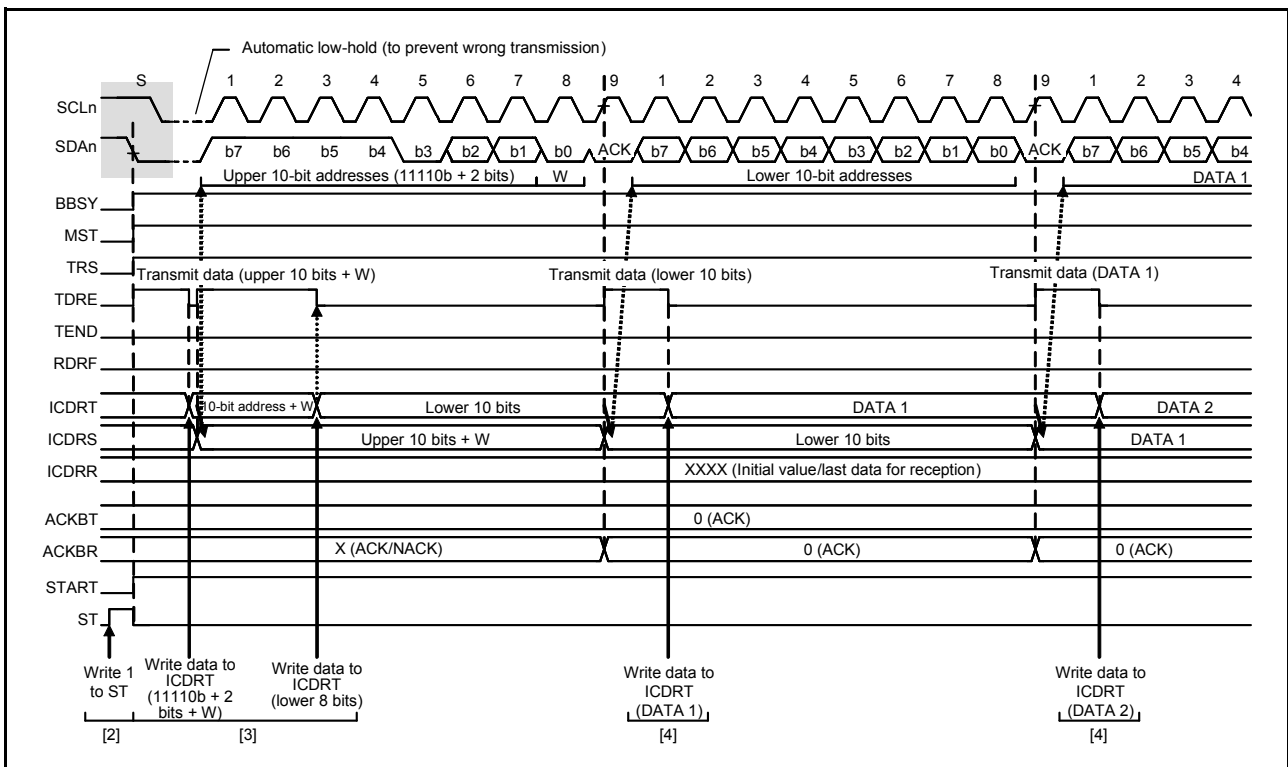 Automatic low-hold (to prevent wrong transmission)
S 1 2 3 4 5 6 7 8 9 1 2 3 4 5 6 7 8 9 1 2 3 4
SCLn
SDAn b7 b6 b5 b4 b3 b2 b1 b0 ACK b7 b6 b5 b4 b3 b2 b1 b0 ACK b7 b6 b5 b4
Upper 10-bit addresses (11110b + 2 bits) W Lower 10-bit addresses DATA 1
BBSY
MST
TRS
Transmit data (upper 10 bits + W) Transmit data (lower 10 bits) Transmit data (DATA 1)
TDRE
TEND
RDRF
ICDRT 10-bit address + W Lower 10 bits DATA 1 DATA 2
ICDRS Upper 10 bits + W Lower 10 bits DATA 1
ICDRR XXXX (Initial value/last data for reception)
ACKBT 0 (ACK)
ACKBR X (ACK/NACK) 0 (ACK) 0 (ACK)
START
ST
Write 1
to ST
Write data to
ICDRT
(11110b + 2
bits + W)
Write data to
ICDRT
(lower 8 bits)
Write data to
ICDRT
(DATA 1)
Write data to
ICDRT
(DATA 2)
[2] [3] [4] [4]